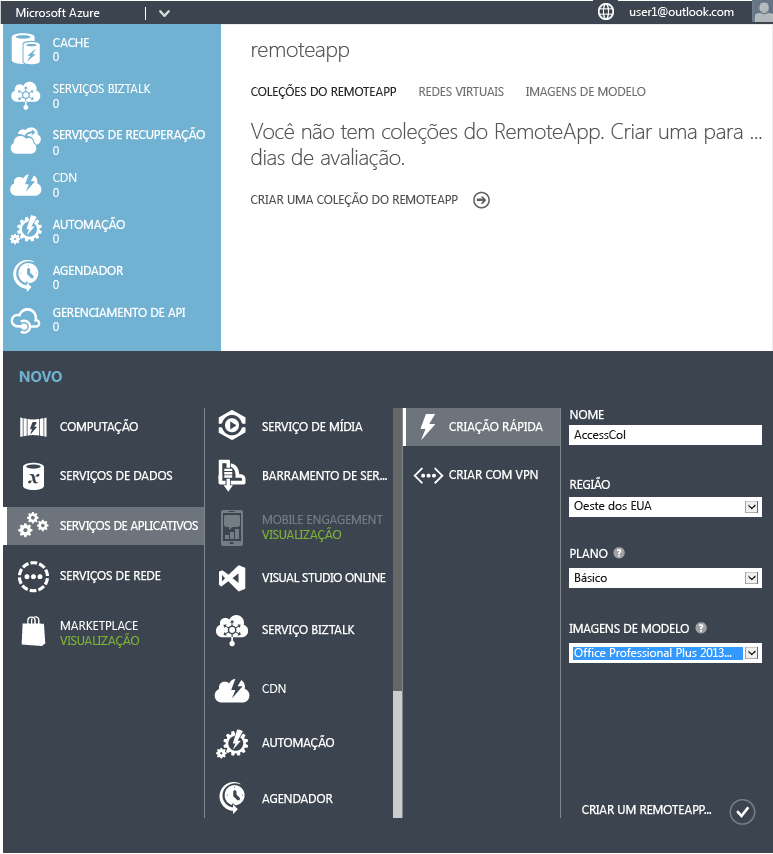 Microsoft Azure
user1@outlook.com
CACHE
0
SERVIÇOS BIZTALK
0
SERVIÇOS DE RECUPERAÇÃO
0
CDN
0
AUTOMAÇÃO
0
AGENDADOR
0
GERENCIAMENTO DE API
0
remoteapp
COLEÇÕES DO REMOTEAPP
REDES VIRTUAIS
IMAGENS DE MODELO
Você não tem coleções do RemoteApp. Criar uma para ...
dias de avaliação.
CRIAR UMA COLEÇÃO DO REMOTEAPP
NOVO
COMPUTAÇÃO
SERVIÇOS DE DADOS
SERVIÇOS DE APLICATIVOS
SERVIÇOS DE REDE
MARKETPLACE
VISUALIZAÇÃO
SERVIÇO DE MÍDIA
BARRAMENTO DE SER...
MOBILE ENGAGEMENT
VISUALIZAÇÃO
VISUAL STUDIO ONLINE
SERVIÇO BIZTALK
CDN
AUTOMAÇÃO
AGENDADOR
CRIAÇÃO RÁPIDA
CRIAR COM VPN
NOME
AccessCol
REGIÃO
Oeste dos EUA
PLANO ?
Básico
IMAGENS DE MODELO ?
Office Professional Plus 2013...
CRIAR UM REMOTEAPP...